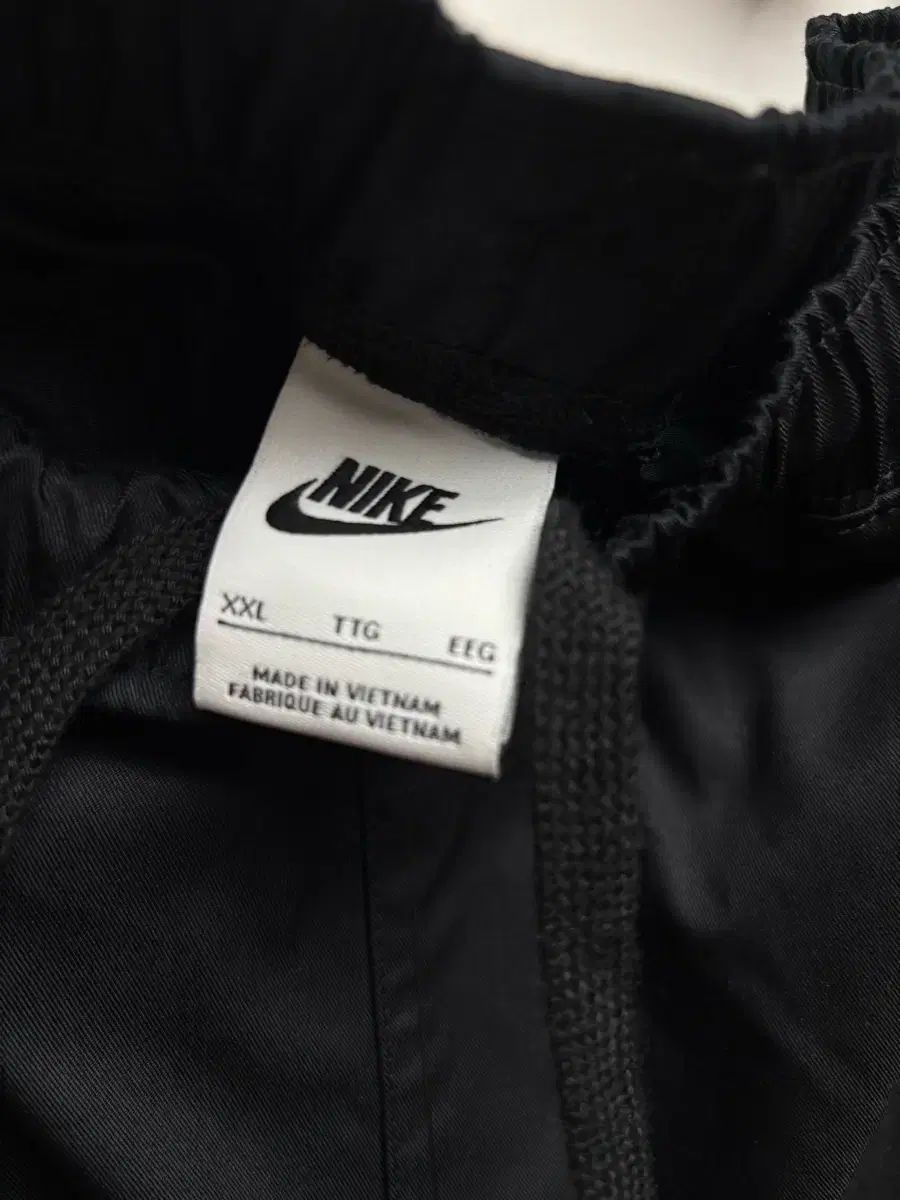 NIKE
XXL TTG EEG
MADE IN VIETNAM
FABRIQUE AU VIETNAM